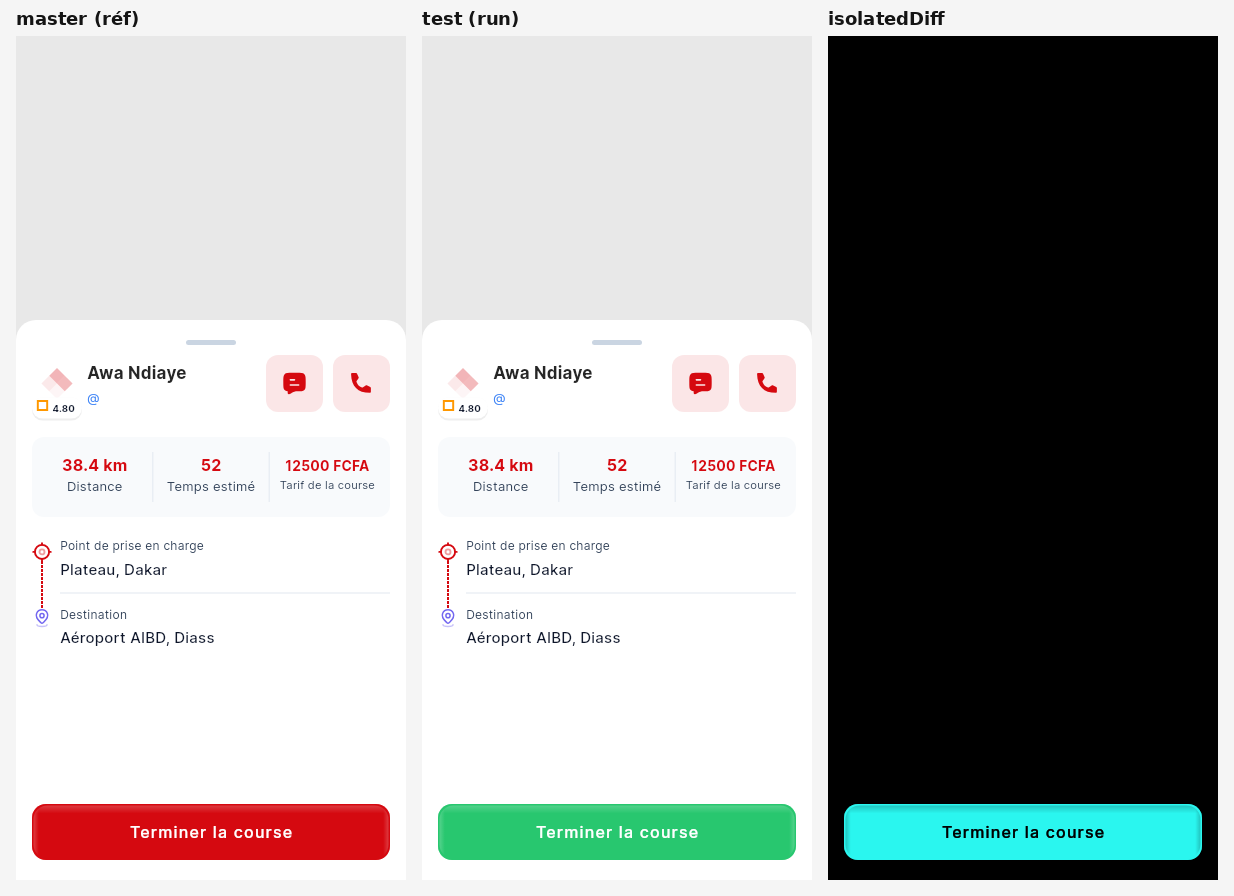 master (réf)
test (run)
isolatedDiff
Awa Ndiaye
@
4.80
38.4 km
52
12500 FCFA
Distance
Temps estimé
Tarif de la course
Point de prise en charge
Plateau, Dakar
Destination
Aéroport AIBD, Diass
Terminer la course
Awa Ndiaye
@
4.80
38.4 km
52
12500 FCFA
Distance
Temps estimé
Tarif de la course
Point de prise en charge
Plateau, Dakar
Destination
Aéroport AIBD, Diass
Terminer la course
Terminer la course